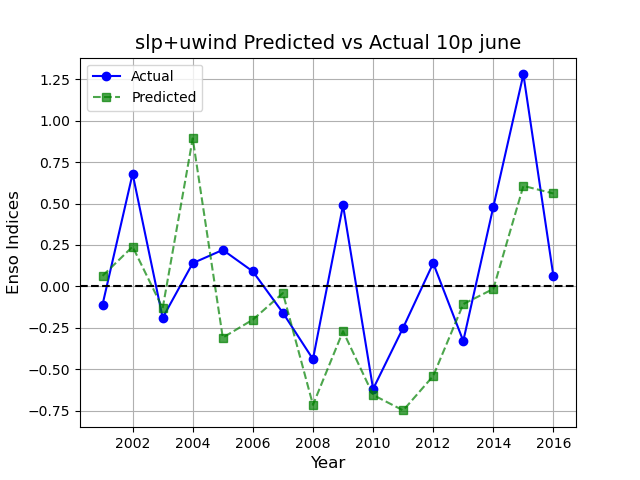 slp+uwind Predicted vs Actual 10p june
Actual
Predicted
Enso Indices
1.25
1.00
0.75
0.50
0.25
0.00
−0.25
−0.50
−0.75
2002 2004 2006 2008 2010 2012 2014 2016
Year